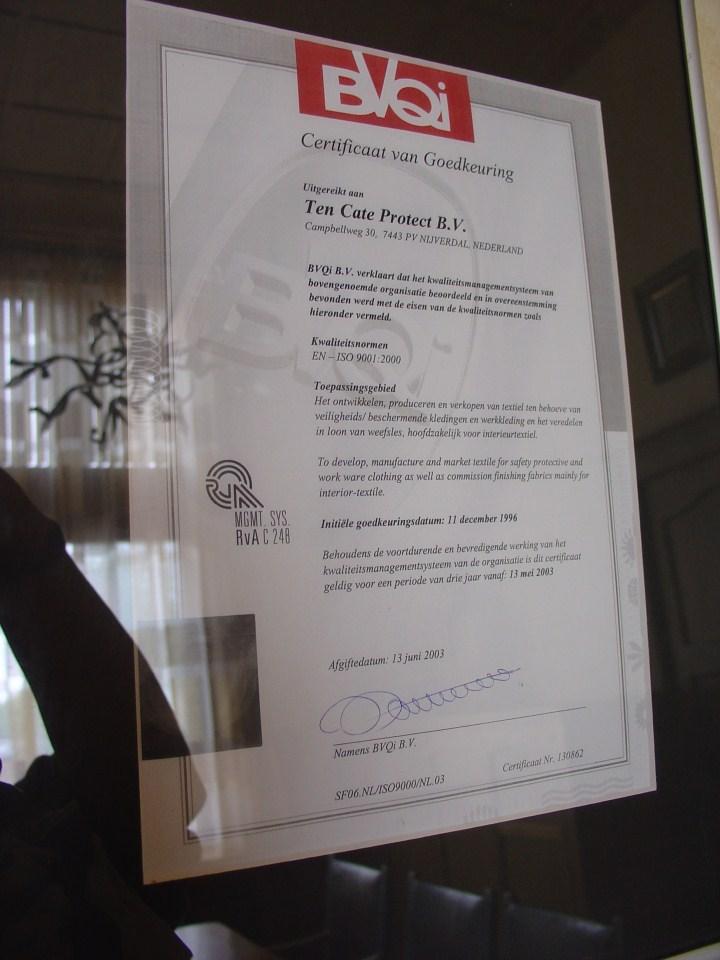 BVQi
Certificaat van Goedkeuring
Uitgereikt aan
Ten Cate Protect B.V.
Campbellweg 30, 7443 PV NIJVERDAL, NEDERLAND
BVQi B.V. verklaart dat het kwaliteitsmanagementsysteem van
bovengenoemde organisatie beoordeeld en in overeenstemming
bevonden werd met de eisen van de kwaliteitsnormen zoals
hieronder vermeld.
Kwaliteitsnormen
EN – ISO 9001:2000
Toepassingsgebied
Het ontwikkelen, produceren en verkopen van textiel ten behoeve van
veiligheids/ beschermende kledingen en werkkleding en het veredelen
in loon van weefsles, hoofdzakelijk voor interieurtextiel.
To develop, manufacture and market textile for safety protective and
work ware clothing as well as commission finishing fabrics mainly for
interior-textile.
MGMT. SYS.
RvA C 248
Initiële goedkeuringsdatum: 11 december 1996
Behoudens de voortdurende en bevredigende werking van het
kwaliteitsmanagementsysteem van de organisatie is dit certificaat
geldig voor een periode van drie jaar vanaf: 13 mei 2003
Afgiftedatum: 13 juni 2003
Namens BVQi B.V.
Certificaat Nr. 130862
SF06.NL/ISO9000/NL.03